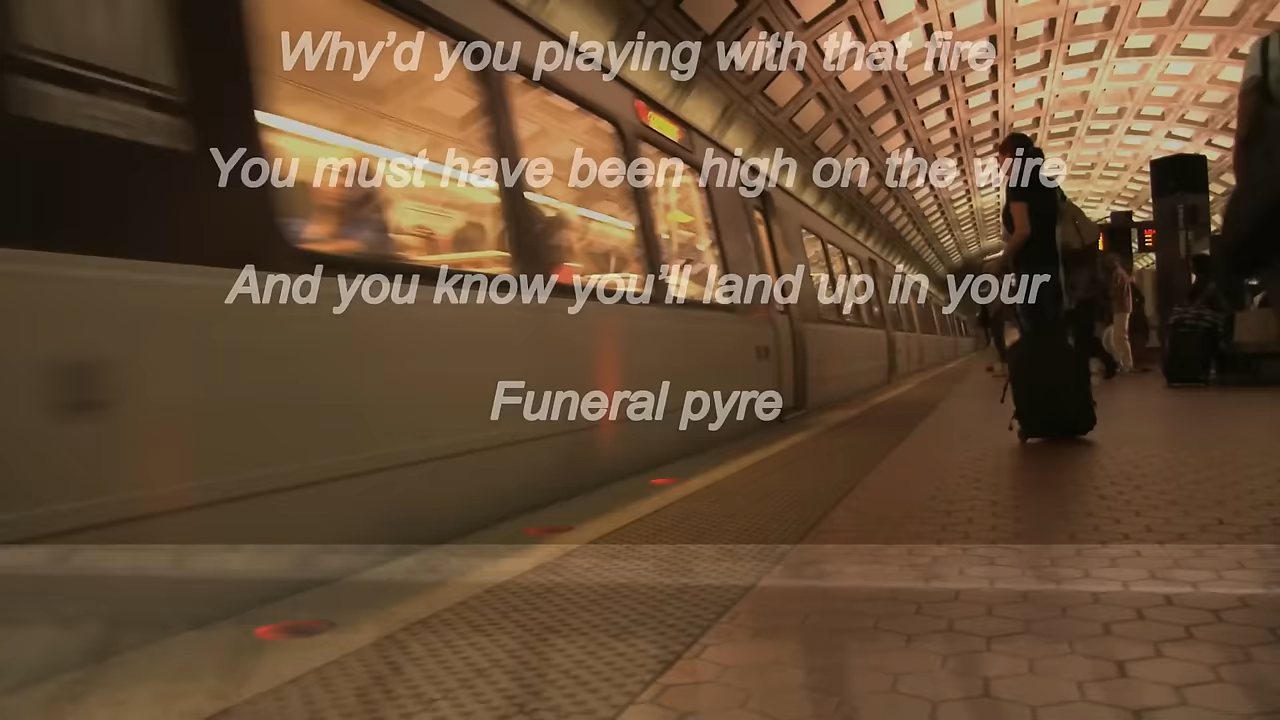 Why’d you playing with that fire
You must have been high on the wire
And you know you’ll land up in your
Funeral pyre